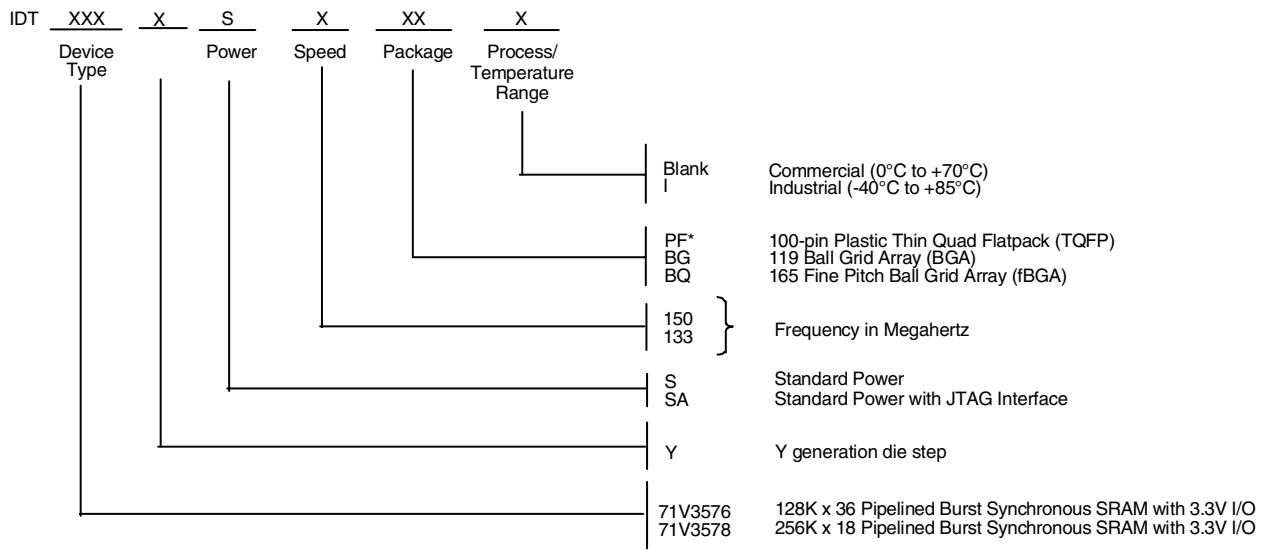 IDT XXX X S X XX X
Device Type Power Speed Package Process/ Temperature Range
Blank Commercial (0°C to +70°C)
I Industrial (-40°C to +85°C)
PF* 100-pin Plastic Thin Quad Flatpack (TQFP)
BG 119 Ball Grid Array (BGA)
BQ 165 Fine Pitch Ball Grid Array (fBGA)
150
133
Frequency in Megahertz
S Standard Power
SA Standard Power with JTAG Interface
Y Y generation die step
71V3576 128K x 36 Pipelined Burst Synchronous SRAM with 3.3V I/O
71V3578 256K x 18 Pipelined Burst Synchronous SRAM with 3.3V I/O